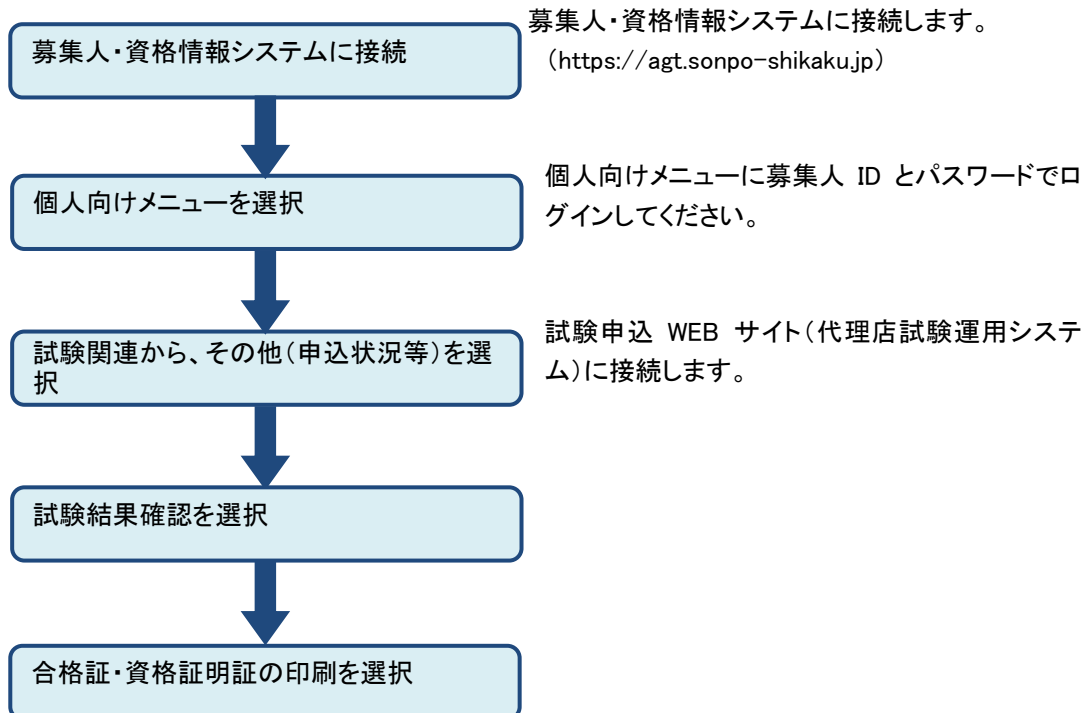 募集人・資格情報システムに接続
募集人・資格情報システムに接続します。
（https://agt.sonpo-shikaku.jp）
個人向けメニューを選択
個人向けメニューに募集人 ID とパスワードでロ
グインしてください。
試験関連から、その他（申込状況等）を選
択
試験申込 WEB サイト（代理店試験運用システ
ム）に接続します。
試験結果確認を選択
合格証・資格証明証の印刷を選択